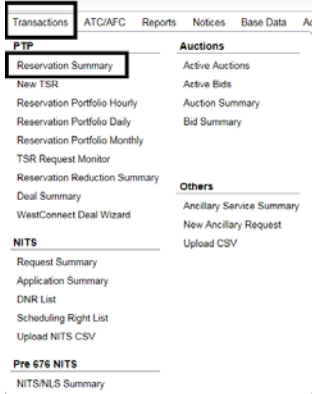 Transactions ATC/AFC Reports Notices Base Data
PTP
Reservation Summary
New TSR
Reservation Portfolio Hourly
Reservation Portfolio Daily
Reservation Portfolio Monthly
TSR Request Monitor
Reservation Reduction Summary
Deal Summary
WestConnect Deal Wizard
NITS
Request Summary
Application Summary
DNR List
Scheduling Right List
Upload NITS CSV
Pre 676 NITS
NITS/NLS Summary
Auctions
Active Auctions
Active Bids
Auction Summary
Bid Summary
Others
Ancillary Service Summary
New Ancillary Request
Upload CSV